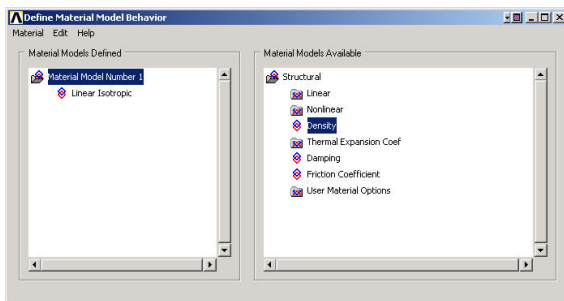 Define Material Model Behavior
Material Edit Help
Material Models Defined
Material Model Number 1
Linear Isotropic
Material Models Available
Structural
Linear
Nonlinear
Density
Thermal Expansion Coef
Damping
Friction Coefficient
User Material Options